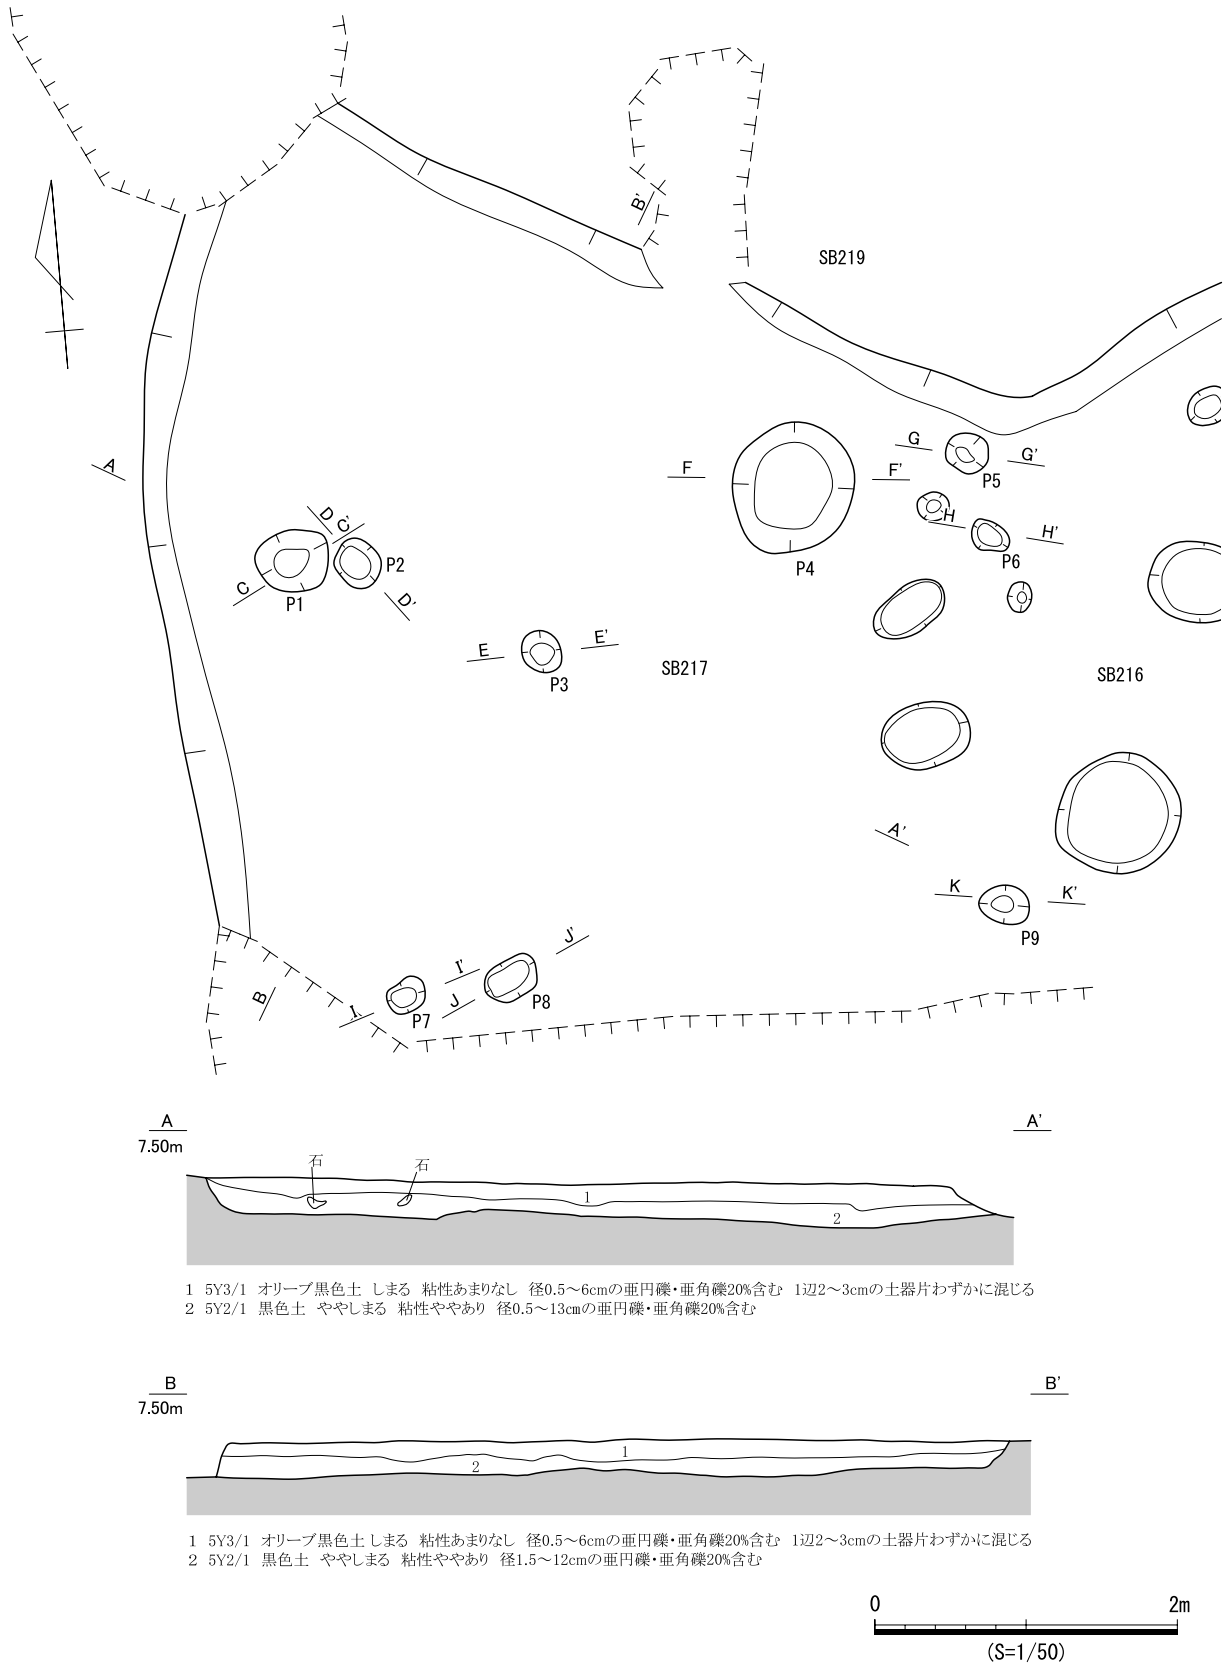 B'
SB219
A
G
G'
P5
F
F'
P4
H
H'
P6
D
C'
P2
C
P1
D'
E
E'
P3
SB217
SB216
A'
K
K'
P9
J'
I'
B
J
P8
I
P7
A
A'
7.50m
石
石
1
2
1 5Y3/1 オリーブ黒色土 しまる 粘性あまりなし 径0.5～6cmの亜円礫・亜角礫20%含む 1辺2～3cmの土器片わずかに混じる
2 5Y2/1 黒色土 ややしまる 粘性ややあり 径0.5～13㎝の亜円礫・亜角礫20%含む
B
B'
7.50m
1
2
1 5Y3/1 オリーブ黒色土 しまる 粘性あまりなし 径0.5～6cmの亜円礫・亜角礫20%含む 1辺2～3cmの土器片わずかに混じる
2 5Y2/1 黒色土 ややしまる 粘性ややあり 径1.5～12cmの亜円礫・亜角礫20%含む
0
2m
(S=1/50)